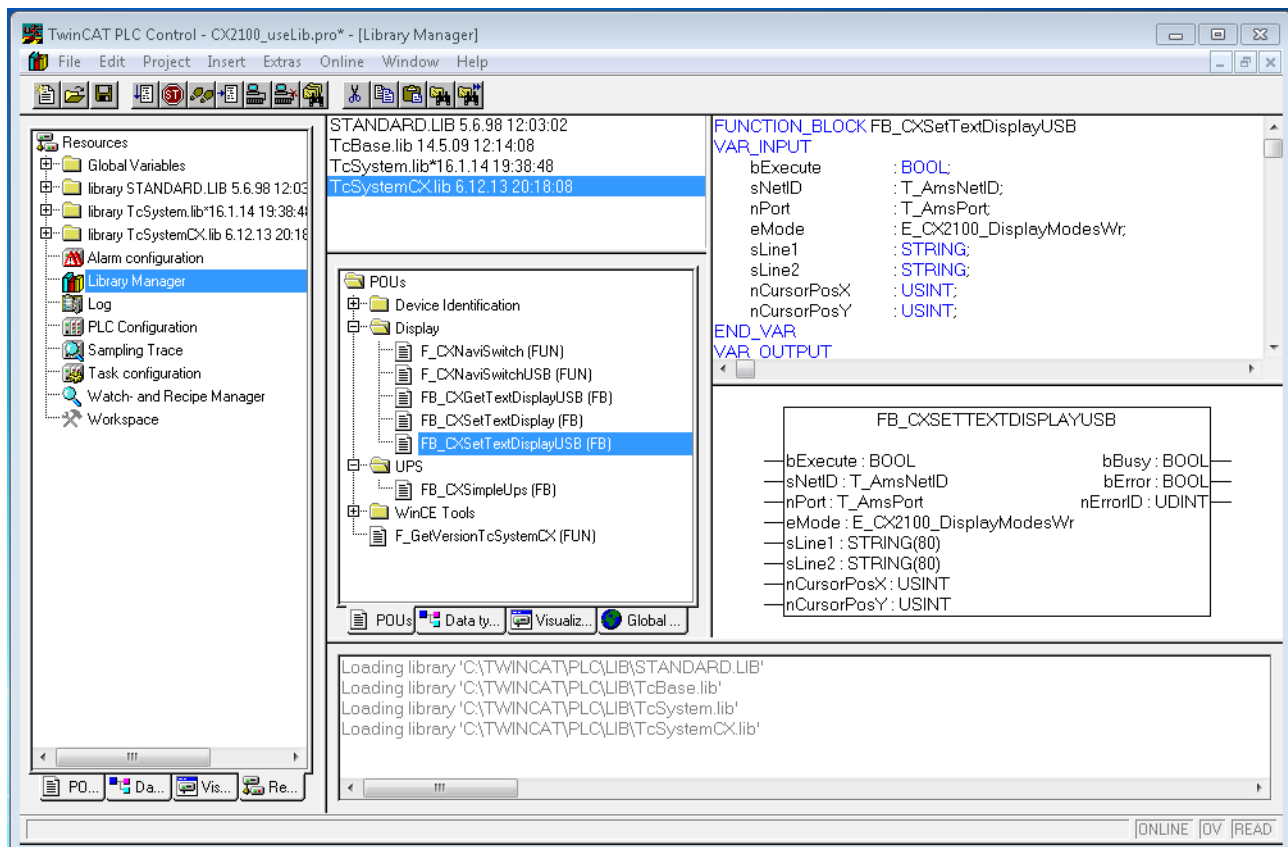 TwinCAT PLC Control - CX2100_useLib.pro* - [Library Manager]
File Edit Project Insert Extras Online Window Help
Resources
Global Variables
library STANDARD.LIB 5.6.98 12:03
library TcSystem.lib*16.1.14 19:38:48
library TcSystemCX.lib 6.12.13 20:18
Alarm configuration
Library Manager
Log
PLC Configuration
Sampling Trace
Task configuration
Watch- and Recipe Manager
Workspace
PO... Da... Vis... Re...
STANDARD.LIB 5.6.98 12:03:02
TcBase.lib 14.5.09 12:14:08
TcSystem.lib*16.1.14 19:38:48
TcSystemCX.lib 6.12.13 20:18:08
POUs
Device Identification
Display
F_CXNaviSwitch (FUN)
F_CXNaviSwitchUSB (FUN)
FB_CXGetTextDisplayUSB (FB)
FB_CXSetTextDisplay (FB)
FB_CXSetTextDisplayUSB (FB)
UPS
FB_CXSimpleUps (FB)
WinCE Tools
F_GetVersionTcSystemCX (FUN)
POUs Data ty... Visualiz... Global ...
FUNCTION_BLOCK FB_CXSetTextDisplayUSB
VAR_INPUT
bExecute : BOOL;
sNetID : T_AmsNetID;
nPort : T_AmsPort;
eMode : E_CX2100_DisplayModesWr;
sLine1 : STRING;
sLine2 : STRING;
nCursorPosX : USINT;
nCursorPosY : USINT;
END_VAR
VAR_OUTPUT
FB_CXSETTEXTDISPLAYUSB
bExecute : BOOL bBusy : BOOL
sNetID : T_AmsNetID bError : BOOL
nPort : T_AmsPort nErrorID : UDINT
eMode : E_CX2100_DisplayModesWr
sLine1 : STRING(80)
sLine2 : STRING(80)
nCursorPosX : USINT
nCursorPosY : USINT
Loading library 'C:\TWINCAT\PLC\LIB\STANDARD.LIB'
Loading library 'C:\TWINCAT\PLC\LIB\TcBase.lib'
Loading library 'C:\TWINCAT\PLC\LIB\TcSystem.lib'
Loading library 'C:\TWINCAT\PLC\LIB\TcSystemCX.lib'
ONLINE OV READ